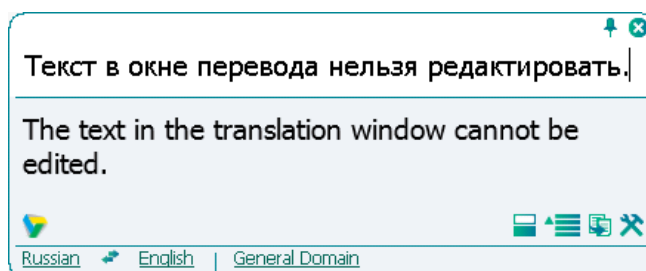 Текст в окне перевода нельзя редактировать.
The text in the translation window cannot be
edited.
Russian English | General Domain